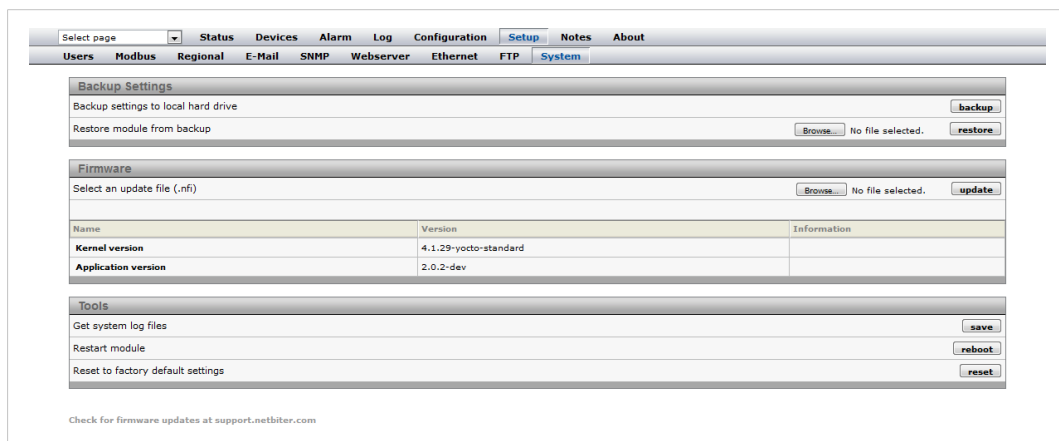 Select page Status Devices Alarm Log Configuration Setup Notes About
Users Modbus Regional E-Mail SNMP Webserver Ethernet FTP System
Backup Settings
Backup settings to local hard drive backup
Restore module from backup Browse... No file selected. restore
Firmware
Select an update file (.nfi) Browse... No file selected. update
Name Version Information
Kernel version 4.1.29-yocto-standard
Application version 2.0.2-dev
Tools
Get system log files save
Restart module reboot
Reset to factory default settings reset
Check for firmware updates at support.netbiter.com